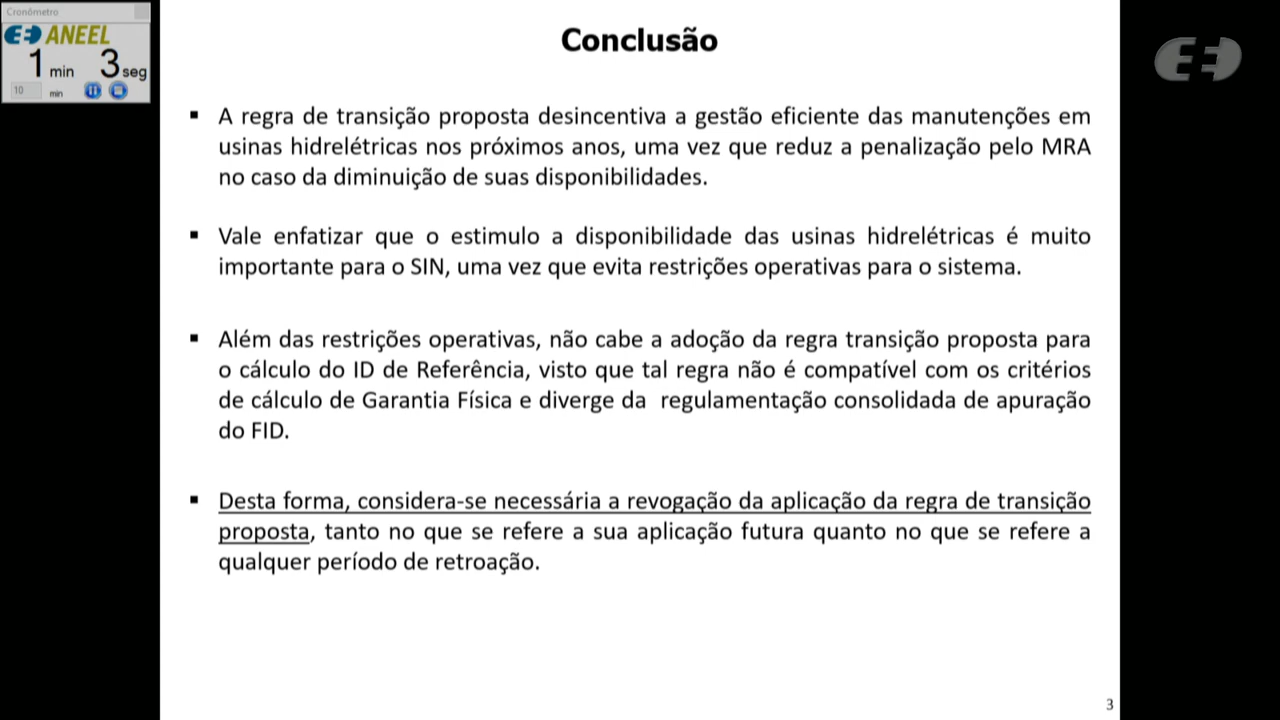 Cronômetro
ANEEL
1 min 3 seg
10 min
Conclusão
▪ A regra de transição proposta desincentiva a gestão eficiente das manutenções em
usinas hidrelétricas nos próximos anos, uma vez que reduz a penalização pelo MRA
no caso da diminuição de suas disponibilidades.
▪ Vale enfatizar que o estimulo a disponibilidade das usinas hidrelétricas é muito
importante para o SIN, uma vez que evita restrições operativas para o sistema.
▪ Além das restrições operativas, não cabe a adoção da regra transição proposta para
o cálculo do ID de Referência, visto que tal regra não é compatível com os critérios
de cálculo de Garantia Física e diverge da regulamentação consolidada de apuração
do FID.
▪ Desta forma, considera-se necessária a revogação da aplicação da regra de transição
proposta, tanto no que se refere a sua aplicação futura quanto no que se refere a
qualquer período de retroação.
3